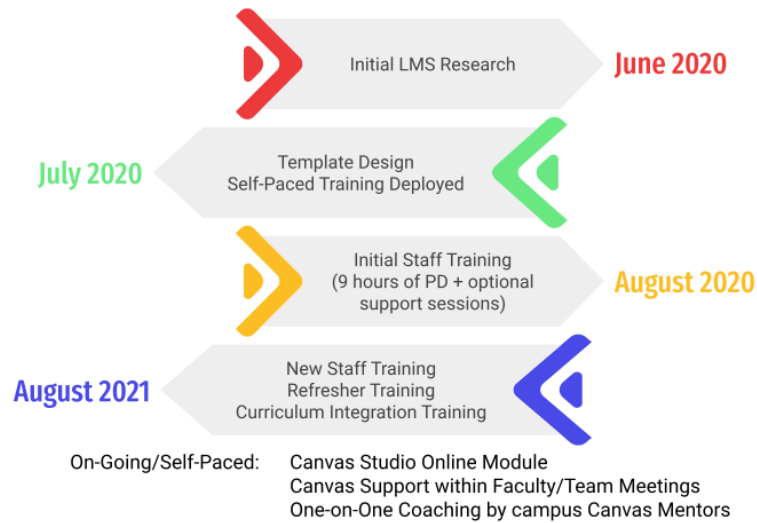 Initial LMS Research
June 2020
July 2020
Template Design
Self-Paced Training Deployed
Initial Staff Training
(9 hours of PD + optional
support sessions)
August 2020
August 2021
New Staff Training
Refresher Training
Curriculum Integration Training
On-Going/Self-Paced: Canvas Studio Online Module
Canvas Support within Faculty/Team Meetings
One-on-One Coaching by campus Canvas Mentors